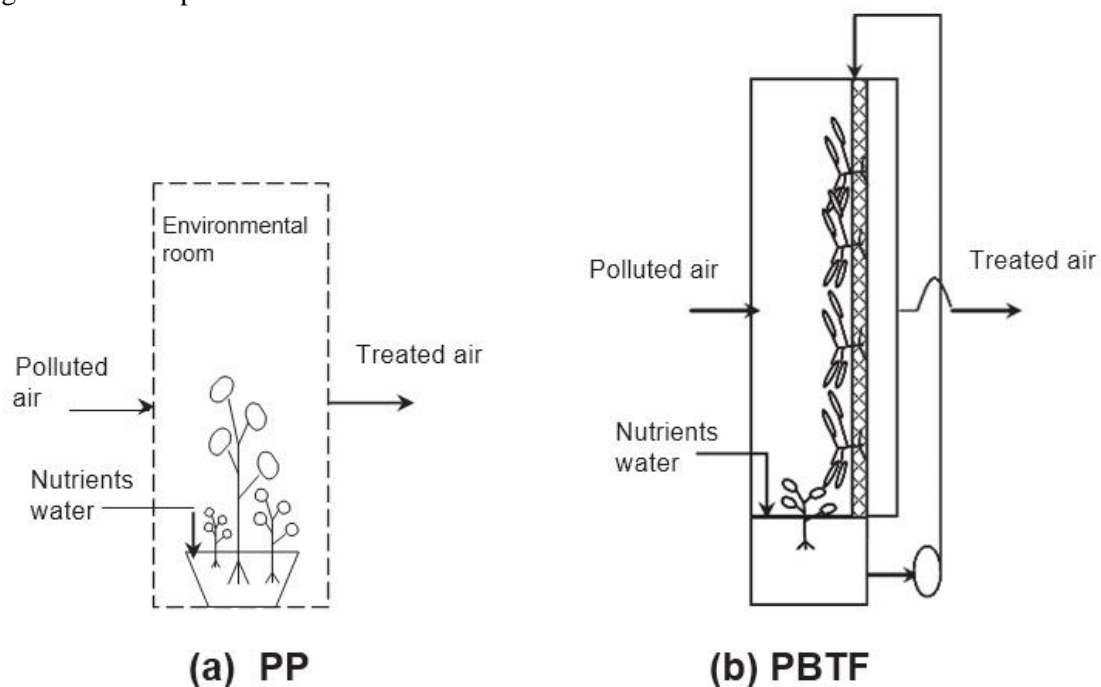 Environmental
room
Polluted
air
Treated air
Nutrients
water
(a) PP
Polluted air
Treated air
Nutrients
water
(b) PBTF